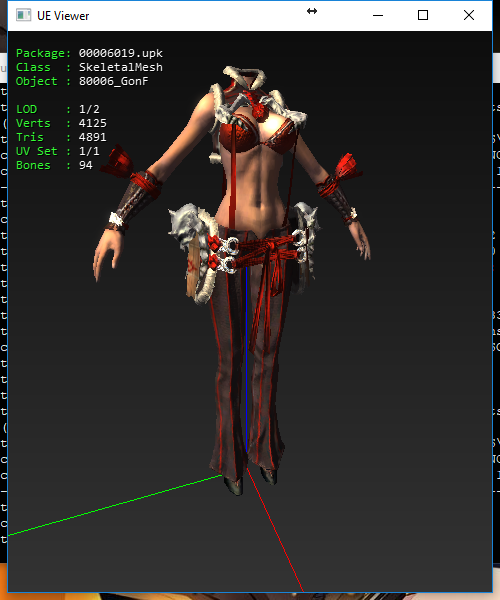 UE Viewer
Package: 00006019.upk
Class : SkeletalMesh
Object : 80006_GonF
LOD : 1/2
Verts : 4125
Tris : 4891
UV Set : 1/1
Bones : 94